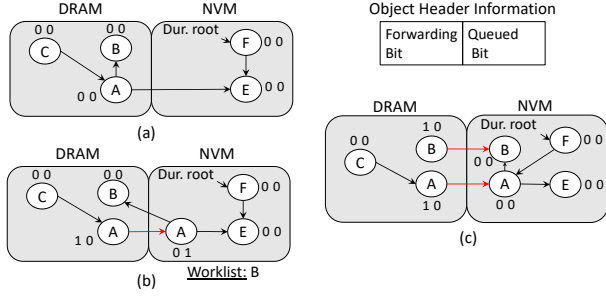 DRAM NVM
0 0 0 0 Dur. root
C B F 0 0
0 0 A E 0 0
(a)
DRAM NVM
0 0 0 0 Dur. root
C B F 0 0
1 0 A A E 0 0
0 1
(b) Worklist: B
Object Header Information
Forwarding Queued
Bit Bit
DRAM NVM
1 0 Dur. root
0 0 B B F 0 0
C 0 0
A A E 0 0
1 0 0 0
(c)